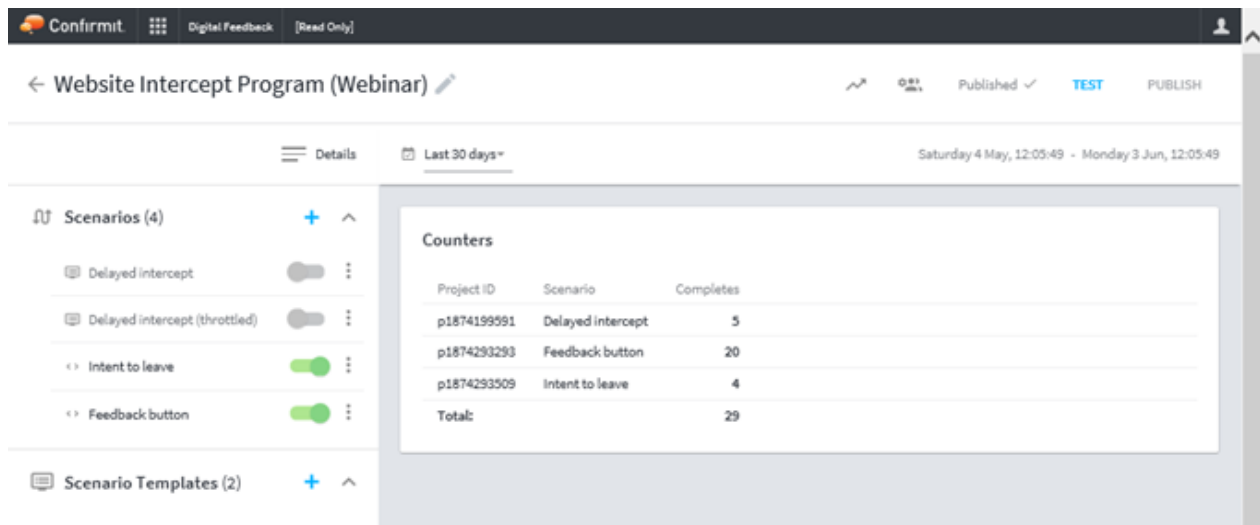 Confirmit. Digital Feedback [Read Only]
Website Intercept Program (Webinar) Published TEST PUBLISH
Details Last 30 days Saturday 4 May, 12:05:49 - Monday 3 Jun, 12:05:49
Scenarios (4)
Delayed intercept
Delayed intercept (throttled)
Intent to leave
Feedback button
Scenario Templates (2)
Counters
Project ID Scenario Completes
p1874199591 Delayed intercept 5
p1874293293 Feedback button 20
p1874293509 Intent to leave 4
Total: 29